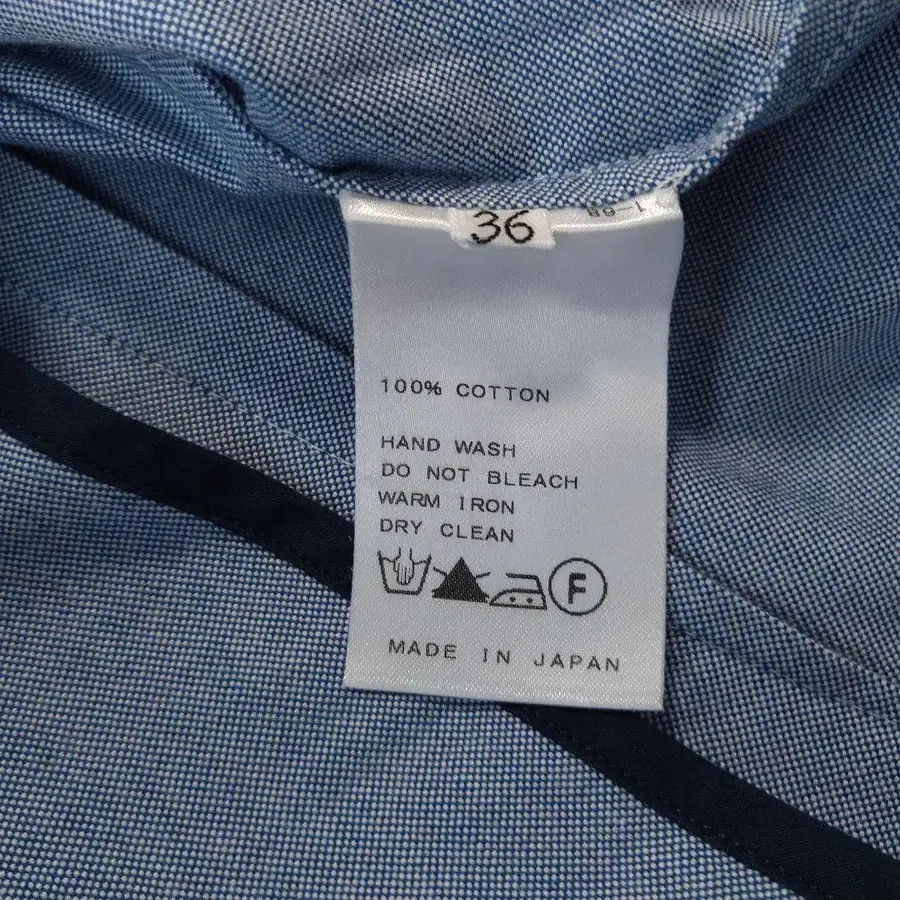 36
100% COTTON
HAND WASH
DO NOT BLEACH
WARM IRON
DRY CLEAN
F
MADE IN JAPAN